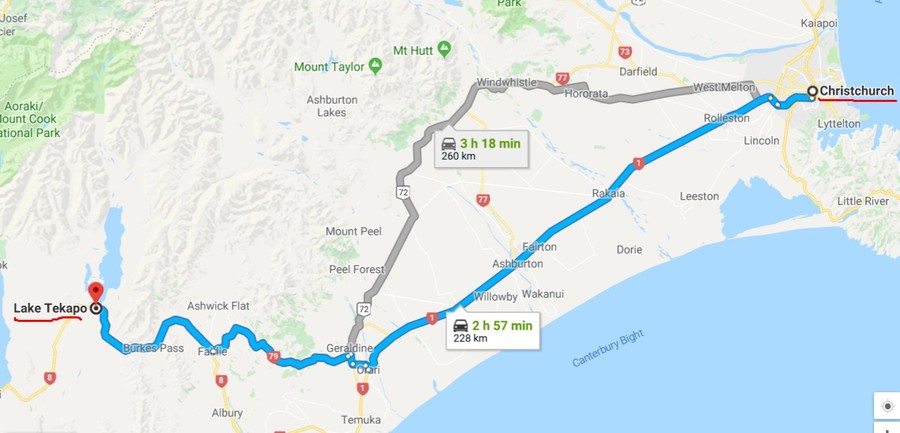 Josef
cier
Kaiapoi
Mt Hutt
73
Mount Taylor
Darfield
77
Windwhistle
West Melton
Hororata
Christchurch
Ashburton
Lakes
Aoraki/
Mount Cook
National Park
Rolleston
Lyttelton
Lincoln
3 h 18 min
260 km
1
72
Rakaia
Leeston
77
Little River
Mount Peel
Fairton
Dorie
Peel Forest
Ashburton
Willowby
Wakanui
Lake Tekapo
Ashwick Flat
72
1
2 h 57 min
228 km
Canterbury Bight
Burkes Pass
Fairlie
Geraldine
79
Orari
8
8
1
Albury
Temuka